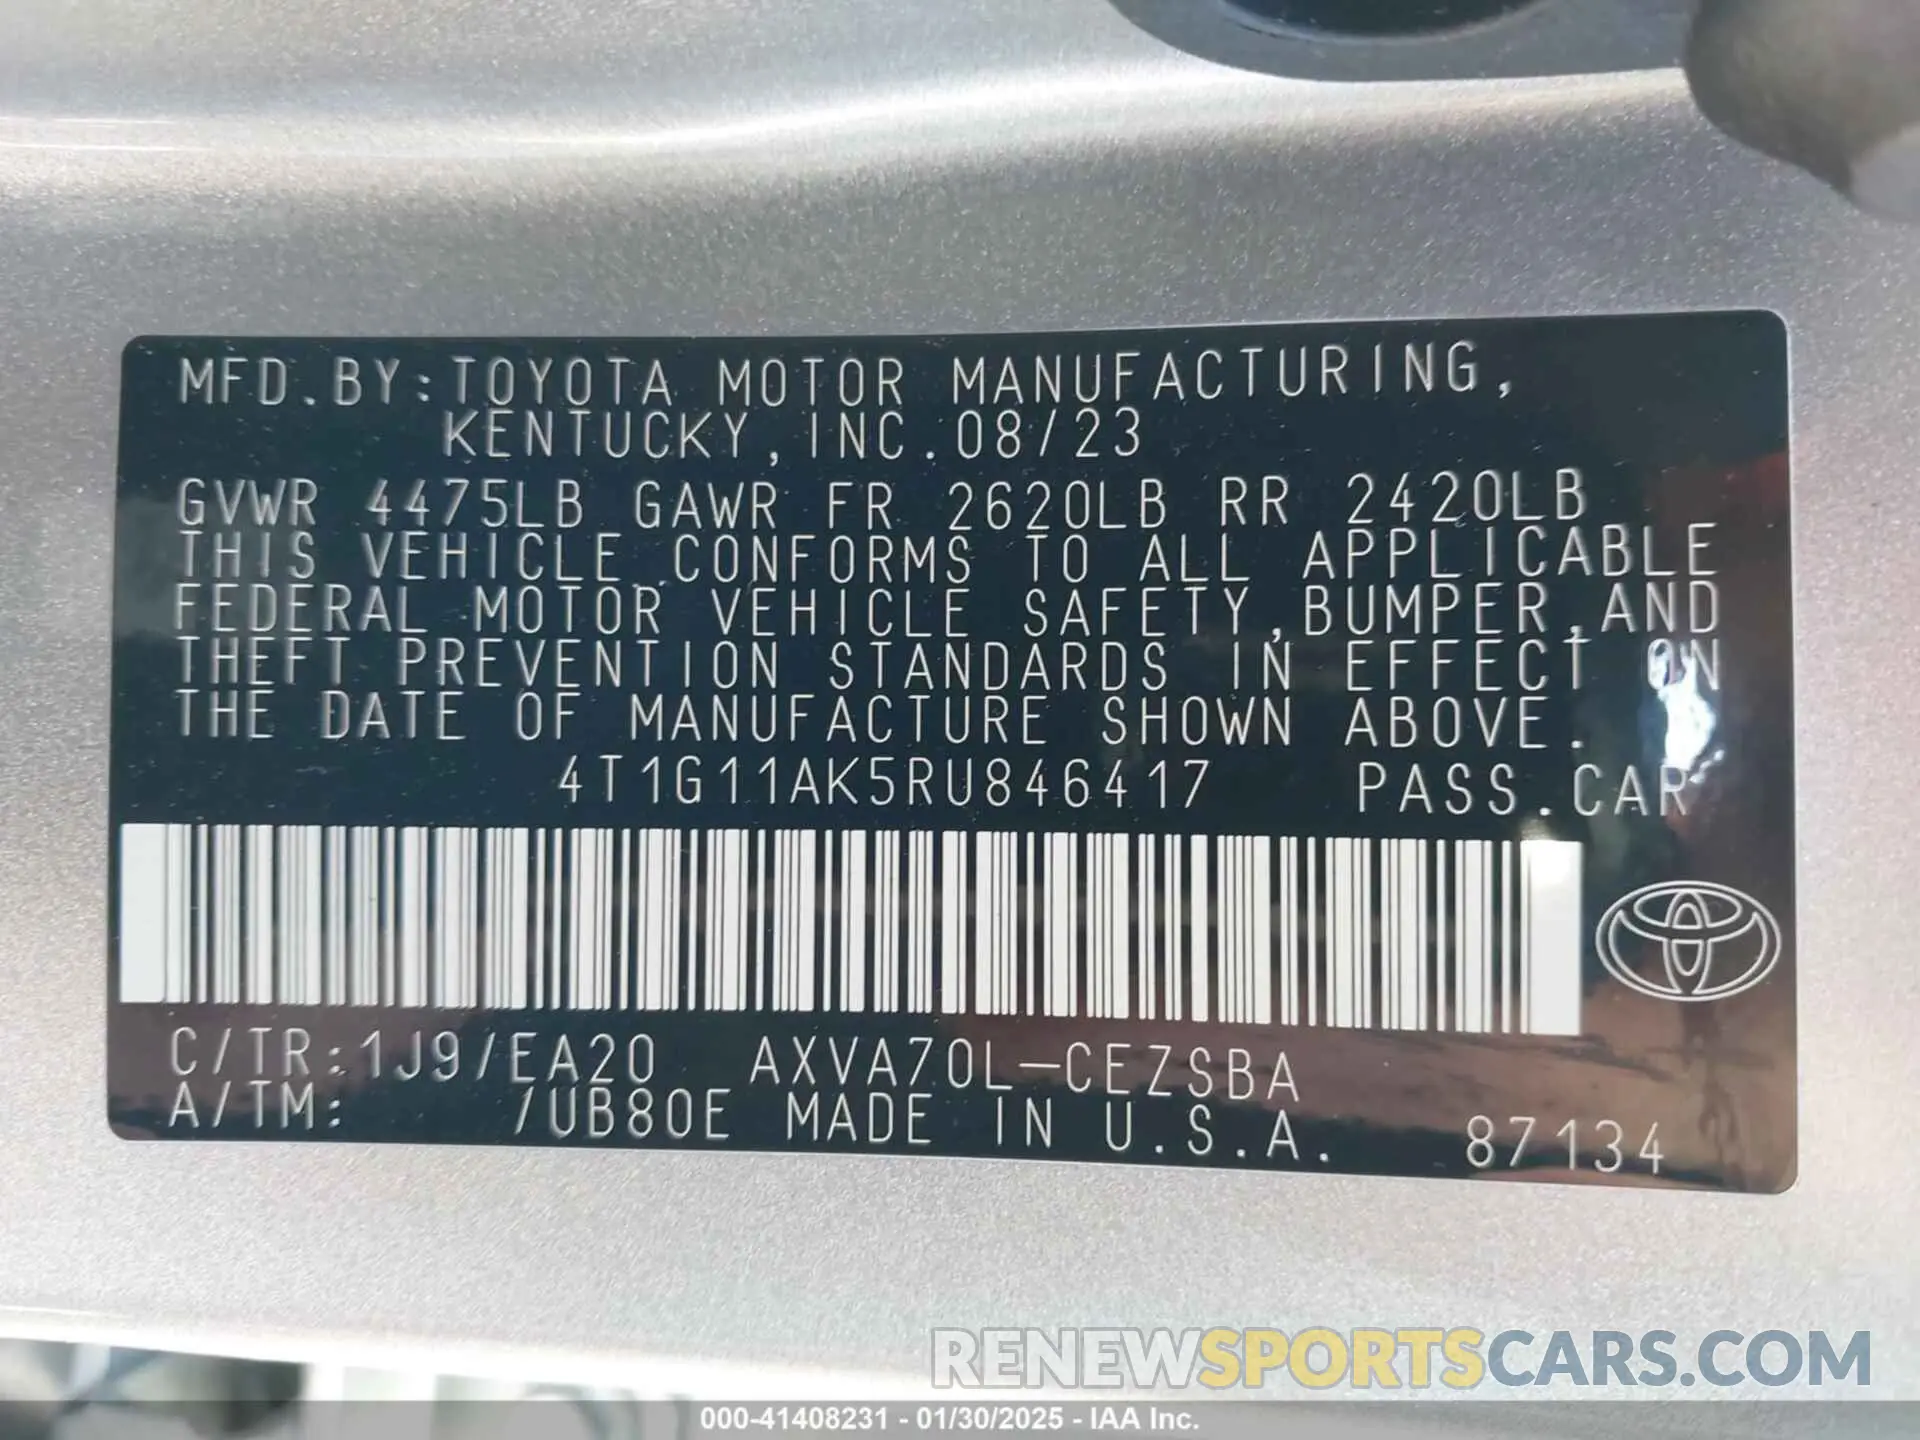 MFD.BY:TOYOTA MOTOR MANUFACTURING,
KENTUCKY,INC.08/23
GVWR 4475LB GAWR FR 2620LB RR 2420LB
THIS VEHICLE CONFORMS TO ALL APPLICABLE
FEDERAL MOTOR VEHICLE SAFETY,BUMPER,AND
THEFT PREVENTION STANDARDS IN EFFECT ON
THE DATE OF MANUFACTURE SHOWN ABOVE.
4T1G11AK5RU846417 PASS.CAR
C/TR:1J9/EA20 AXVA70L-CEZSBA
A/TM: /UB80E MADE IN U.S.A. 87134
RENEWSPORTSCARS.COM
000-41408231 - 01/30/2025 - IAA Inc.